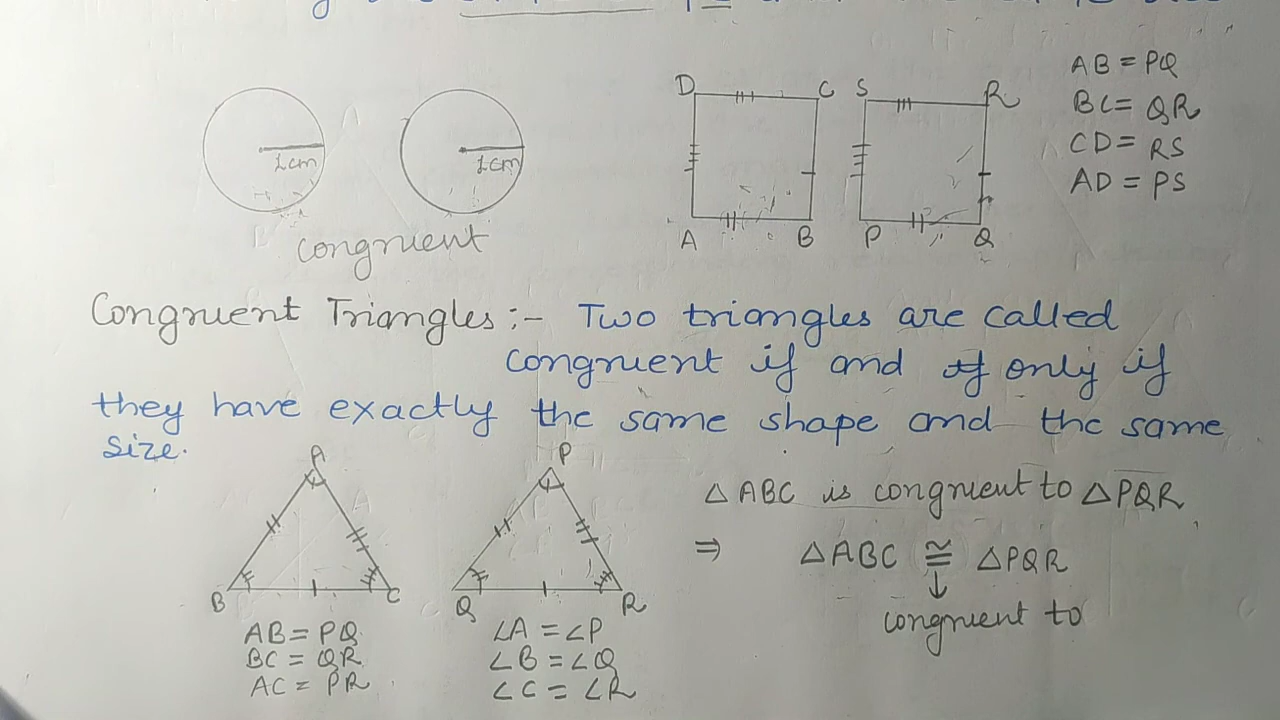 1cm
1cm
congruent
D C S R
A B P Q
AB = PQ
BC = QR
CD = RS
AD = PS
Congruent Triangles :- Two triangles are called
congruent if and only if
they have exactly the same shape and the same
size.
A P
B C Q R
AB = PQ
BC = QR
AC = PR
∠A = ∠P
∠B = ∠Q
∠C = ∠R
△ABC is congruent to △PQR
⇒ △ABC ≅ △PQR
↓
congruent to